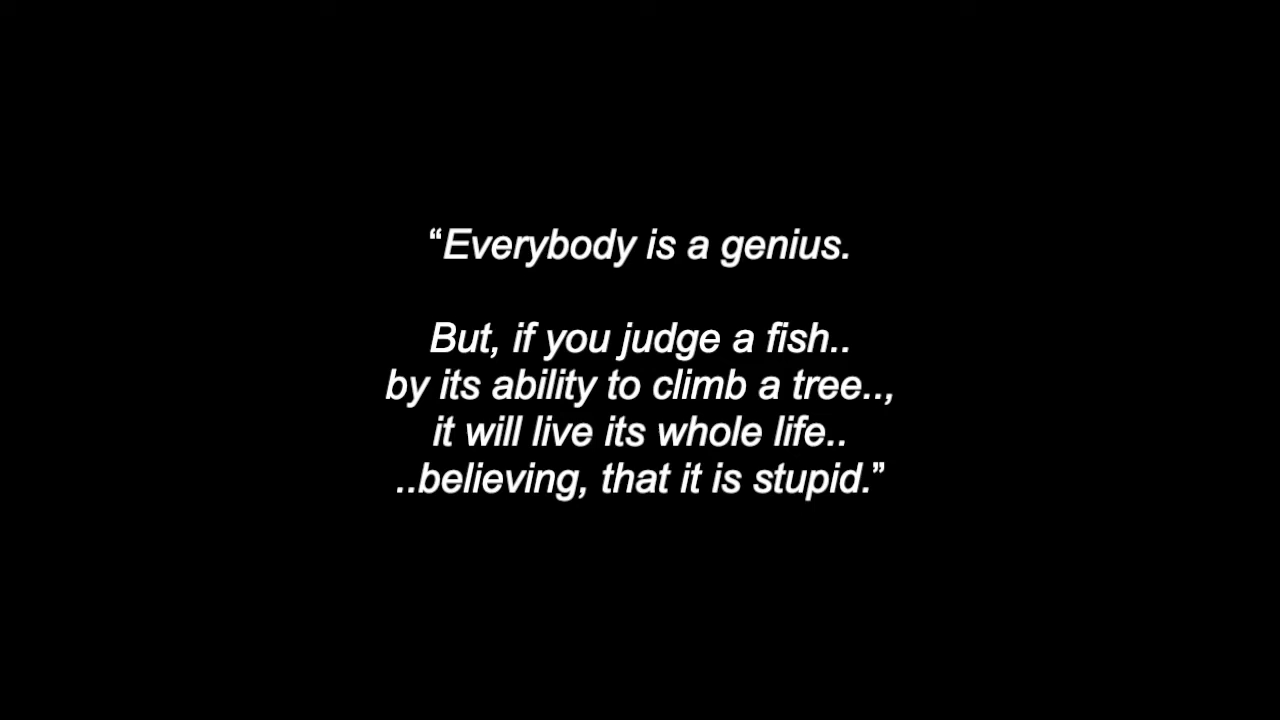 “Everybody is a genius.
But, if you judge a fish..
by its ability to climb a tree..,
it will live its whole life..
..believing, that it is stupid.”